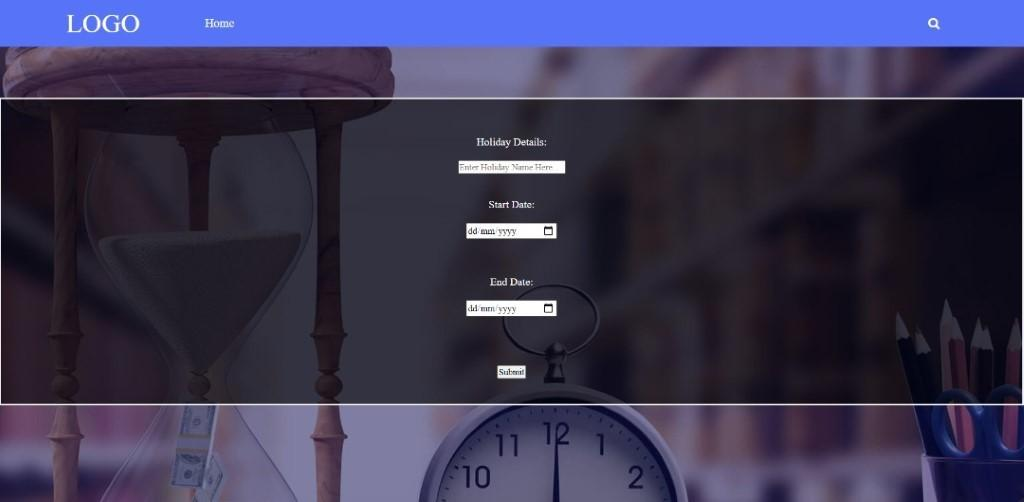 LOGO
Home
Holiday Details:
Enter Holiday Name Here
Start Date:
dd/mm/yyyy
End Date:
dd/mm/yyyy
Submit
12
11
1
10
2